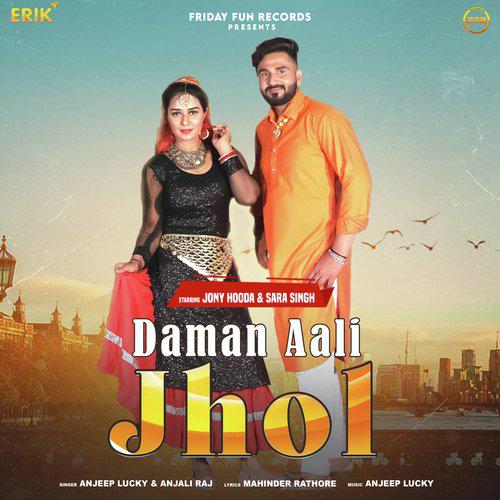 ERIK
FRIDAY FUN RECORDS
PRESENTS
STARRING JONY HOODA & SARA SINGH
Daman Aali
Jhol
SINGER ANJEEP LUCKY & ANJALI RAJ LYRICS MAHINDER RATHORE MUSIC ANJEEP LUCKY